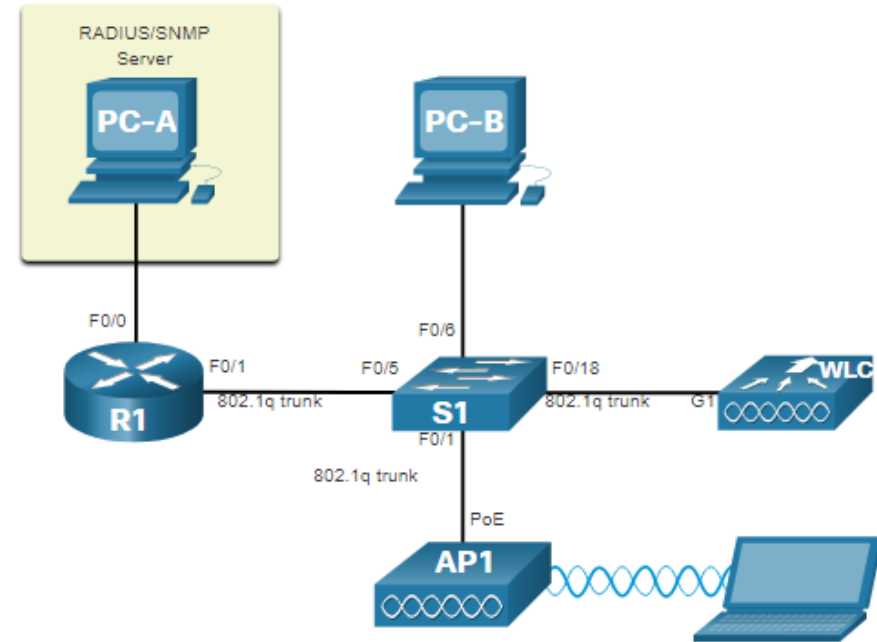 RADIUS/SNMP
Server
PC-A
PC-B
F0/0
F0/6
F0/1
F0/5
F0/18
WLC
802.1q trunk
802.1q trunk
G1
R1
S1
F0/1
802.1q trunk
PoE
AP1